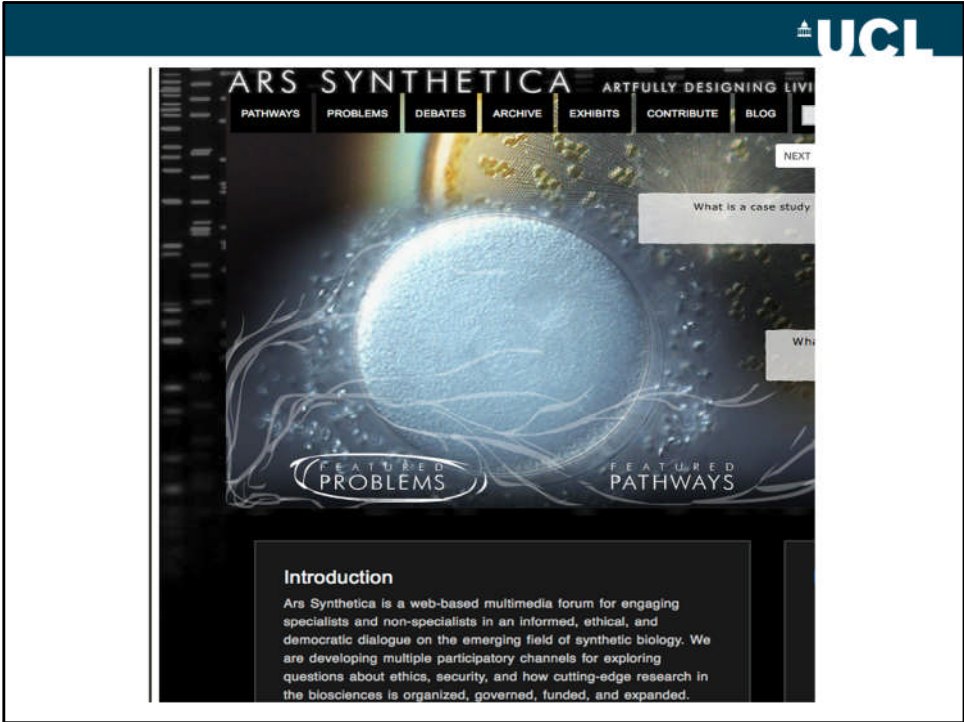 UCL
ARS SYNTHETICA ARTFULLY DESIGNING LIVI
PATHWAYS PROBLEMS DEBATES ARCHIVE EXHIBITS CONTRIBUTE BLOG
NEXT
What is a case study
Wha
FEATURED
PROBLEMS
FEATURED
PATHWAYS
Introduction
Ars Synthetica is a web-based multimedia forum for engaging
specialists and non-specialists in an informed, ethical, and
democratic dialogue on the emerging field of synthetic biology. We
are developing multiple participatory channels for exploring
questions about ethics, security, and how cutting-edge research in
the biosciences is organized, governed, funded, and expanded.